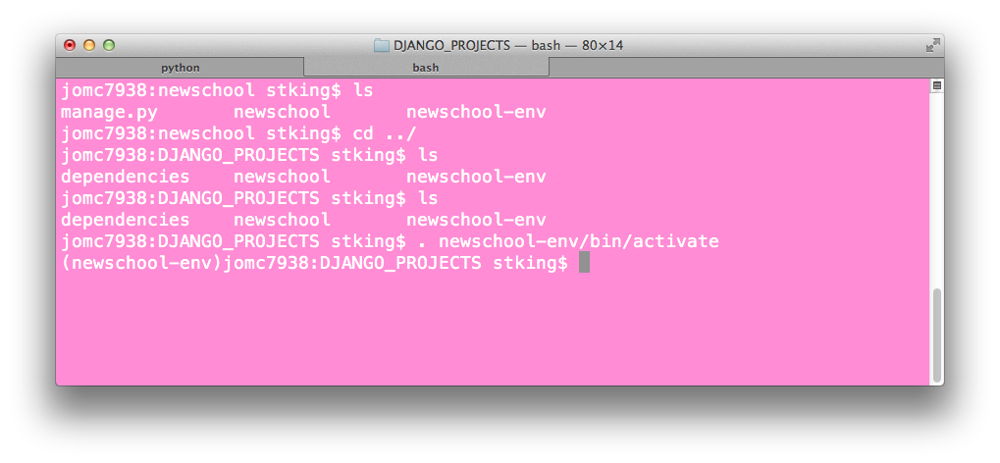 DJANGO_PROJECTS — bash — 80×14
python bash
jomc7938:newschool stking$ ls
manage.py newschool newschool-env
jomc7938:newschool stking$ cd ../
jomc7938:DJANGO_PROJECTS stking$ ls
dependencies newschool newschool-env
jomc7938:DJANGO_PROJECTS stking$ ls
dependencies newschool newschool-env
jomc7938:DJANGO_PROJECTS stking$ . newschool-env/bin/activate
(newschool-env)jomc7938:DJANGO_PROJECTS stking$